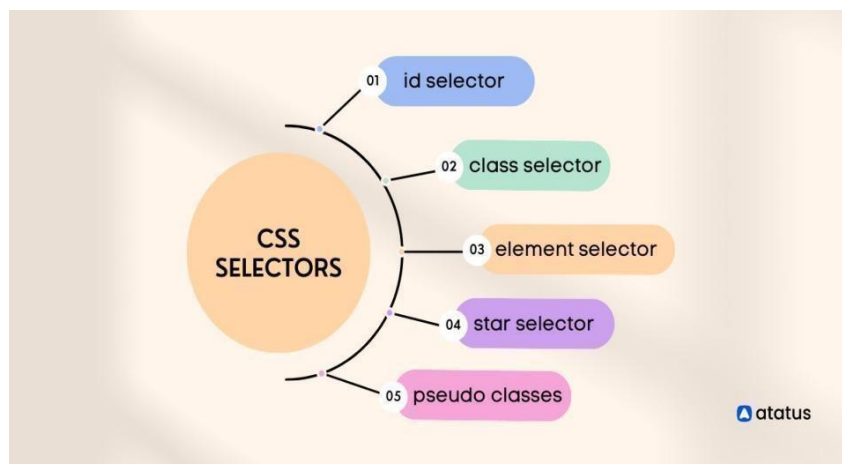 01 id selector
02 class selector
CSS
SELECTORS
03 element selector
04 star selector
05 pseudo classes
atatus